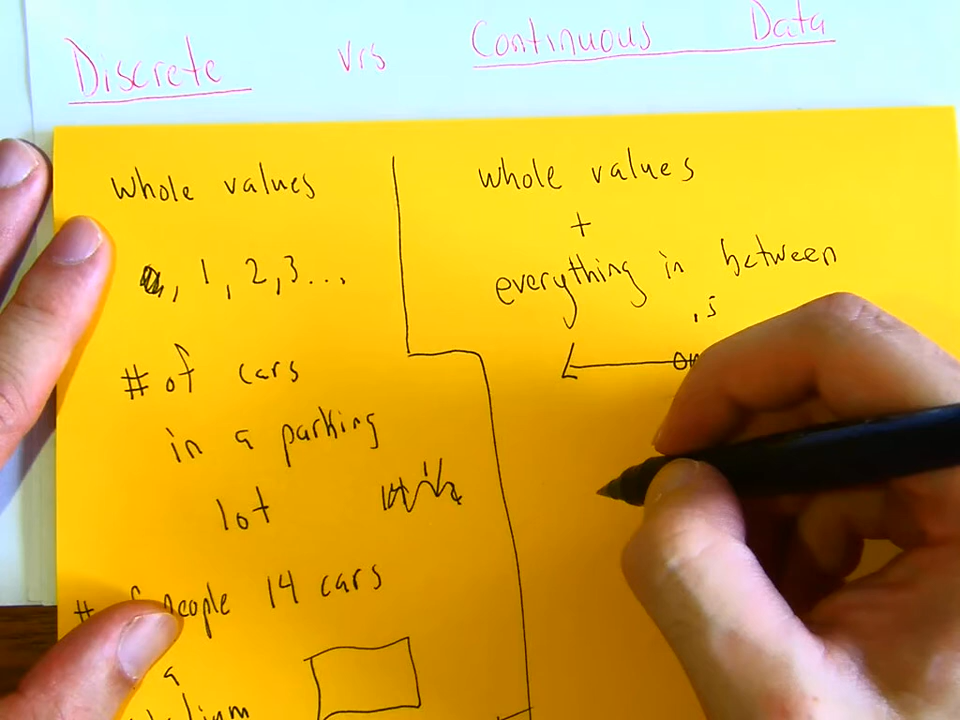 Discrete vrs Continuous Data
whole values
, 1, 2, 3...
# of cars
in a parking
lot
# of people 14 cars
a
whole values
+
everything in between
.5